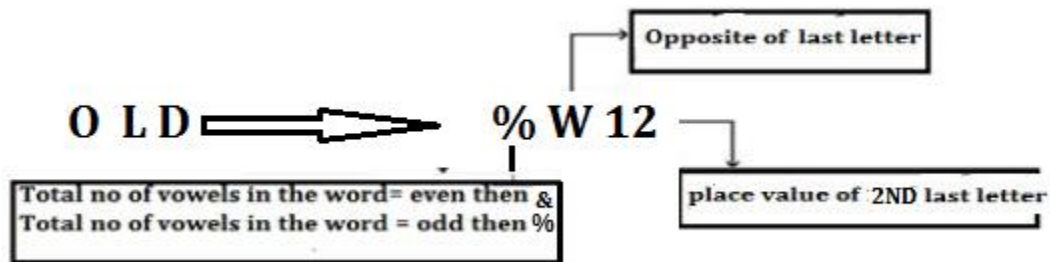 Opposite of last letter
O L D % W 12
Total no of vowels in the word= even then &
Total no of vowels in the word = odd then %
place value of 2ND last letter